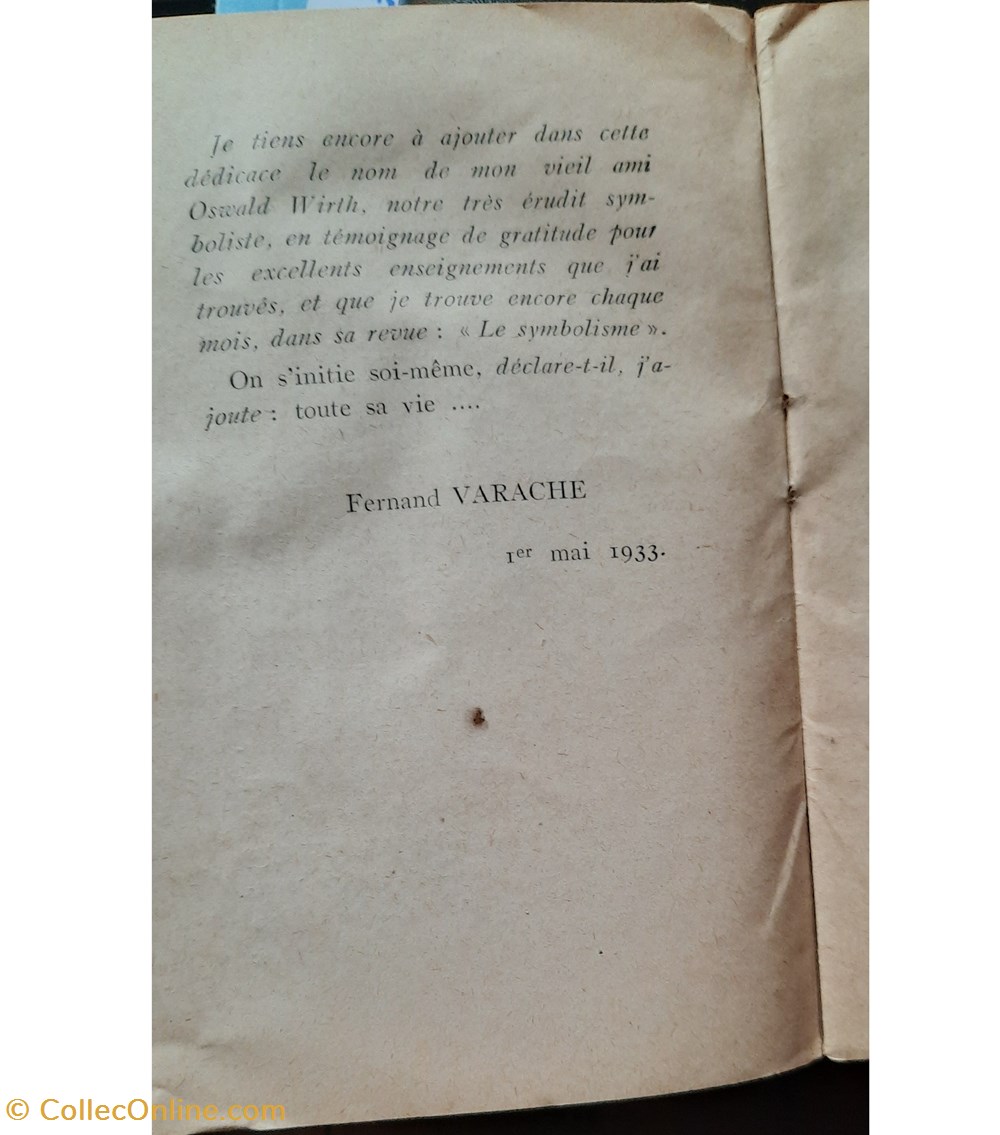 Je tiens encore à ajouter dans cette
dédicace le nom de mon vieil ami
Oswald Wirth, notre très érudit sym-
boliste, en témoignage de gratitude pour
les excellents enseignements que j'ai
trouvés, et que je trouve encore chaque
mois, dans sa revue : « Le symbolisme ».
On s'initie soi-même, déclare-t-il, j'a-
joute : toute sa vie ....
Fernand VARACHE
1er mai 1933.
© CollecOnline.com